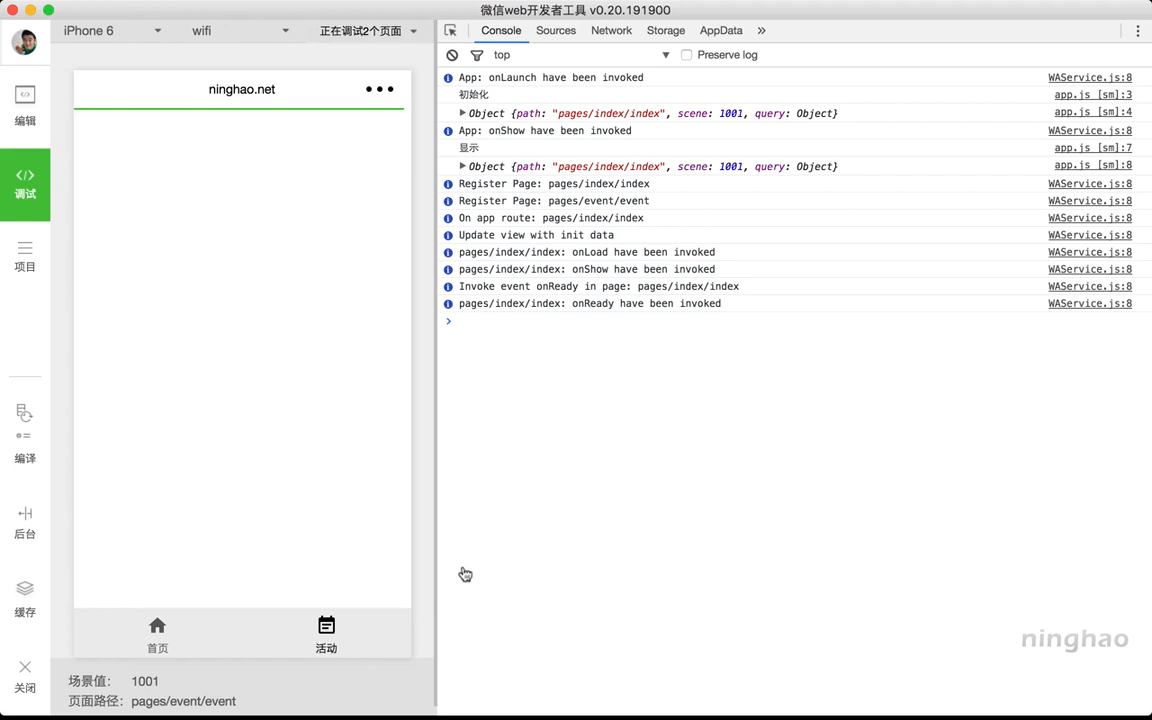 微信web开发者工具 v0.20.191900
iPhone 6
wifi
正在调试2个页面
Console
Sources
Network
Storage
AppData
»
top
Preserve log
编辑
调试
项目
编译
后台
缓存
关闭
ninghao.net
首页
活动
场景值： 1001
页面路径： pages/event/event
App: onLaunch have been invoked WAService.js:8
初始化 app.js [sm]:3
Object {path: "pages/index/index", scene: 1001, query: Object} app.js [sm]:4
App: onShow have been invoked WAService.js:8
显示 app.js [sm]:7
Object {path: "pages/index/index", scene: 1001, query: Object} app.js [sm]:8
Register Page: pages/index/index WAService.js:8
Register Page: pages/event/event WAService.js:8
On app route: pages/index/index WAService.js:8
Update view with init data WAService.js:8
pages/index/index: onLoad have been invoked WAService.js:8
pages/index/index: onShow have been invoked WAService.js:8
Invoke event onReady in page: pages/index/index WAService.js:8
pages/index/index: onReady have been invoked WAService.js:8
ninghao